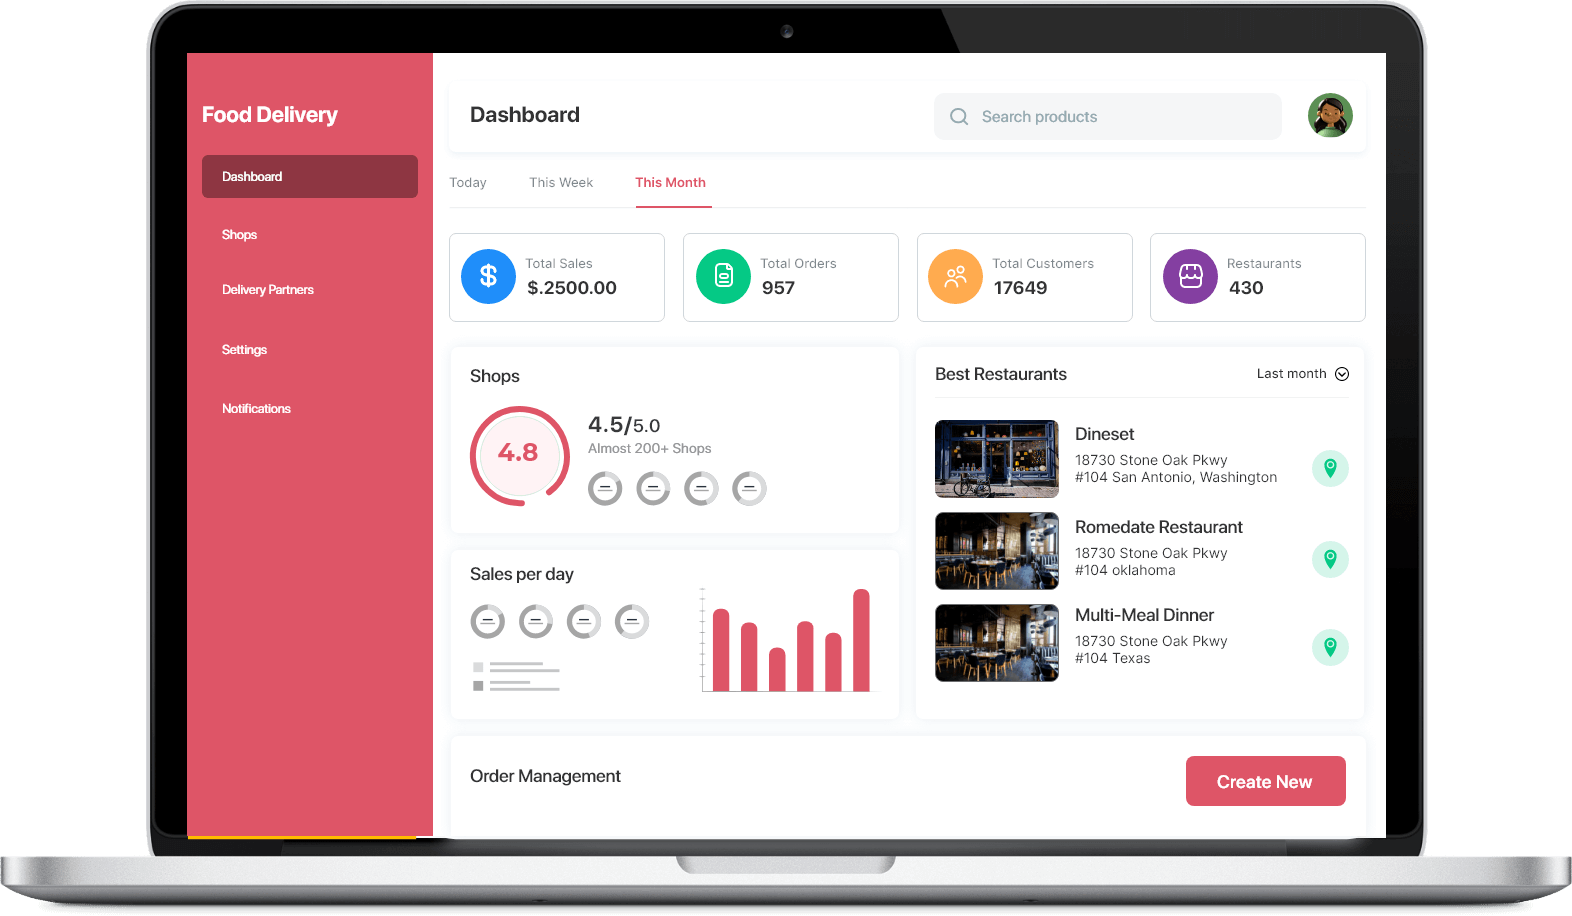 Food Delivery
Dashboard
Shops
Delivery Partners
Settings
Notifications
Dashboard
Search products
Today
This Week
This Month
Total Sales
$.2500.00
Total Orders
957
Total Customers
17649
Restaurants
430
Shops
4.8
4.5/5.0
Almost 200+ Shops
Sales per day
Best Restaurants
Last month
Dineset
18730 Stone Oak Pkwy
#104 San Antonio, Washington
Romedate Restaurant
18730 Stone Oak Pkwy
#104 oklahoma
Multi-Meal Dinner
18730 Stone Oak Pkwy
#104 Texas
Order Management
Create New